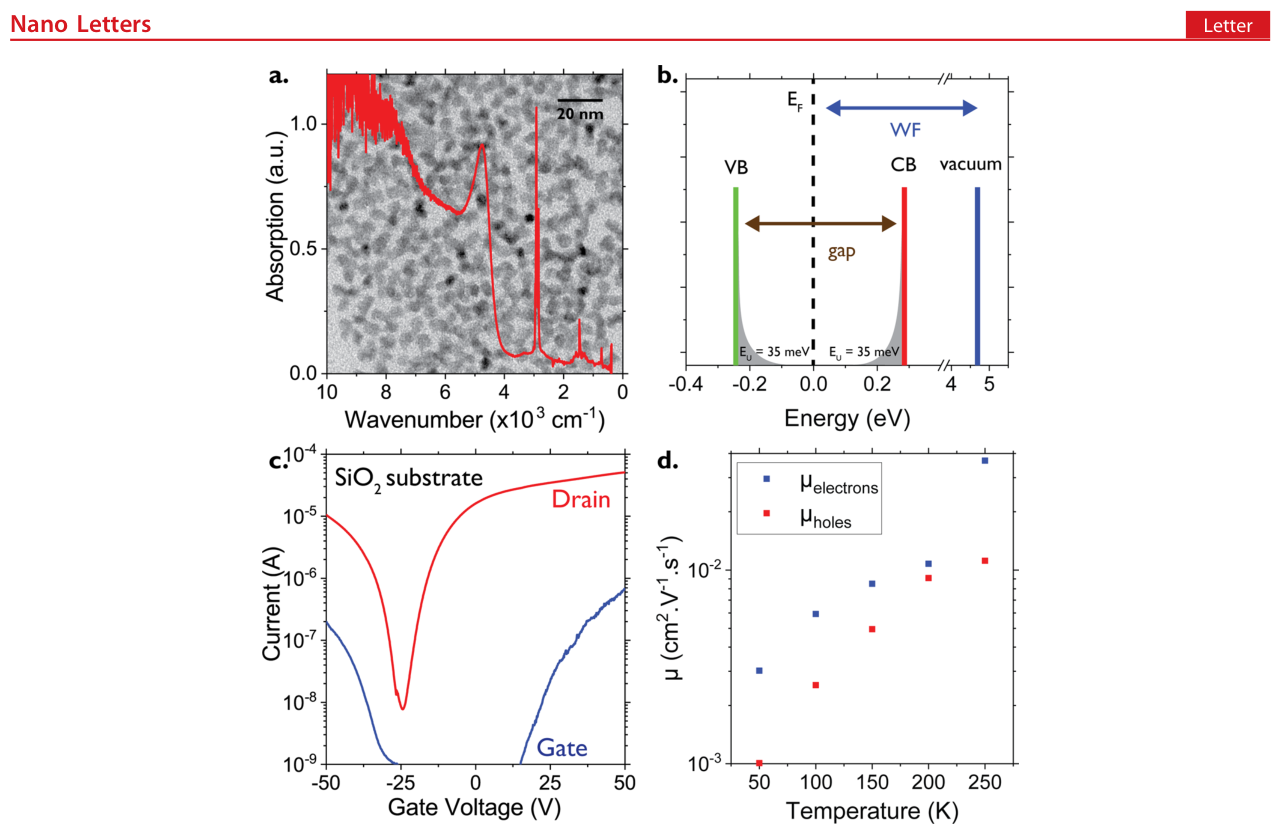 Nano Letters
Letter
a.
20 nm
1.0
0.5
0.0
10 8 6 4 2 0
Absorption (a.u.)
Wavenumber (x10³ cm⁻¹)
b.
E_F
WF
VB
CB
vacuum
gap
E_U = 35 meV
E_U = 35 meV
-0.4 -0.2 0.0 0.2 4 5
Energy (eV)
c.
SiO₂ substrate
Drain
Gate
10⁻⁴
10⁻⁵
10⁻⁶
10⁻⁷
10⁻⁸
10⁻⁹
-50 -25 0 25 50
Current (A)
Gate Voltage (V)
d.
μ_electrons
μ_holes
10⁻²
10⁻³
50 100 150 200 250
μ (cm².V⁻¹.s⁻¹)
Temperature (K)